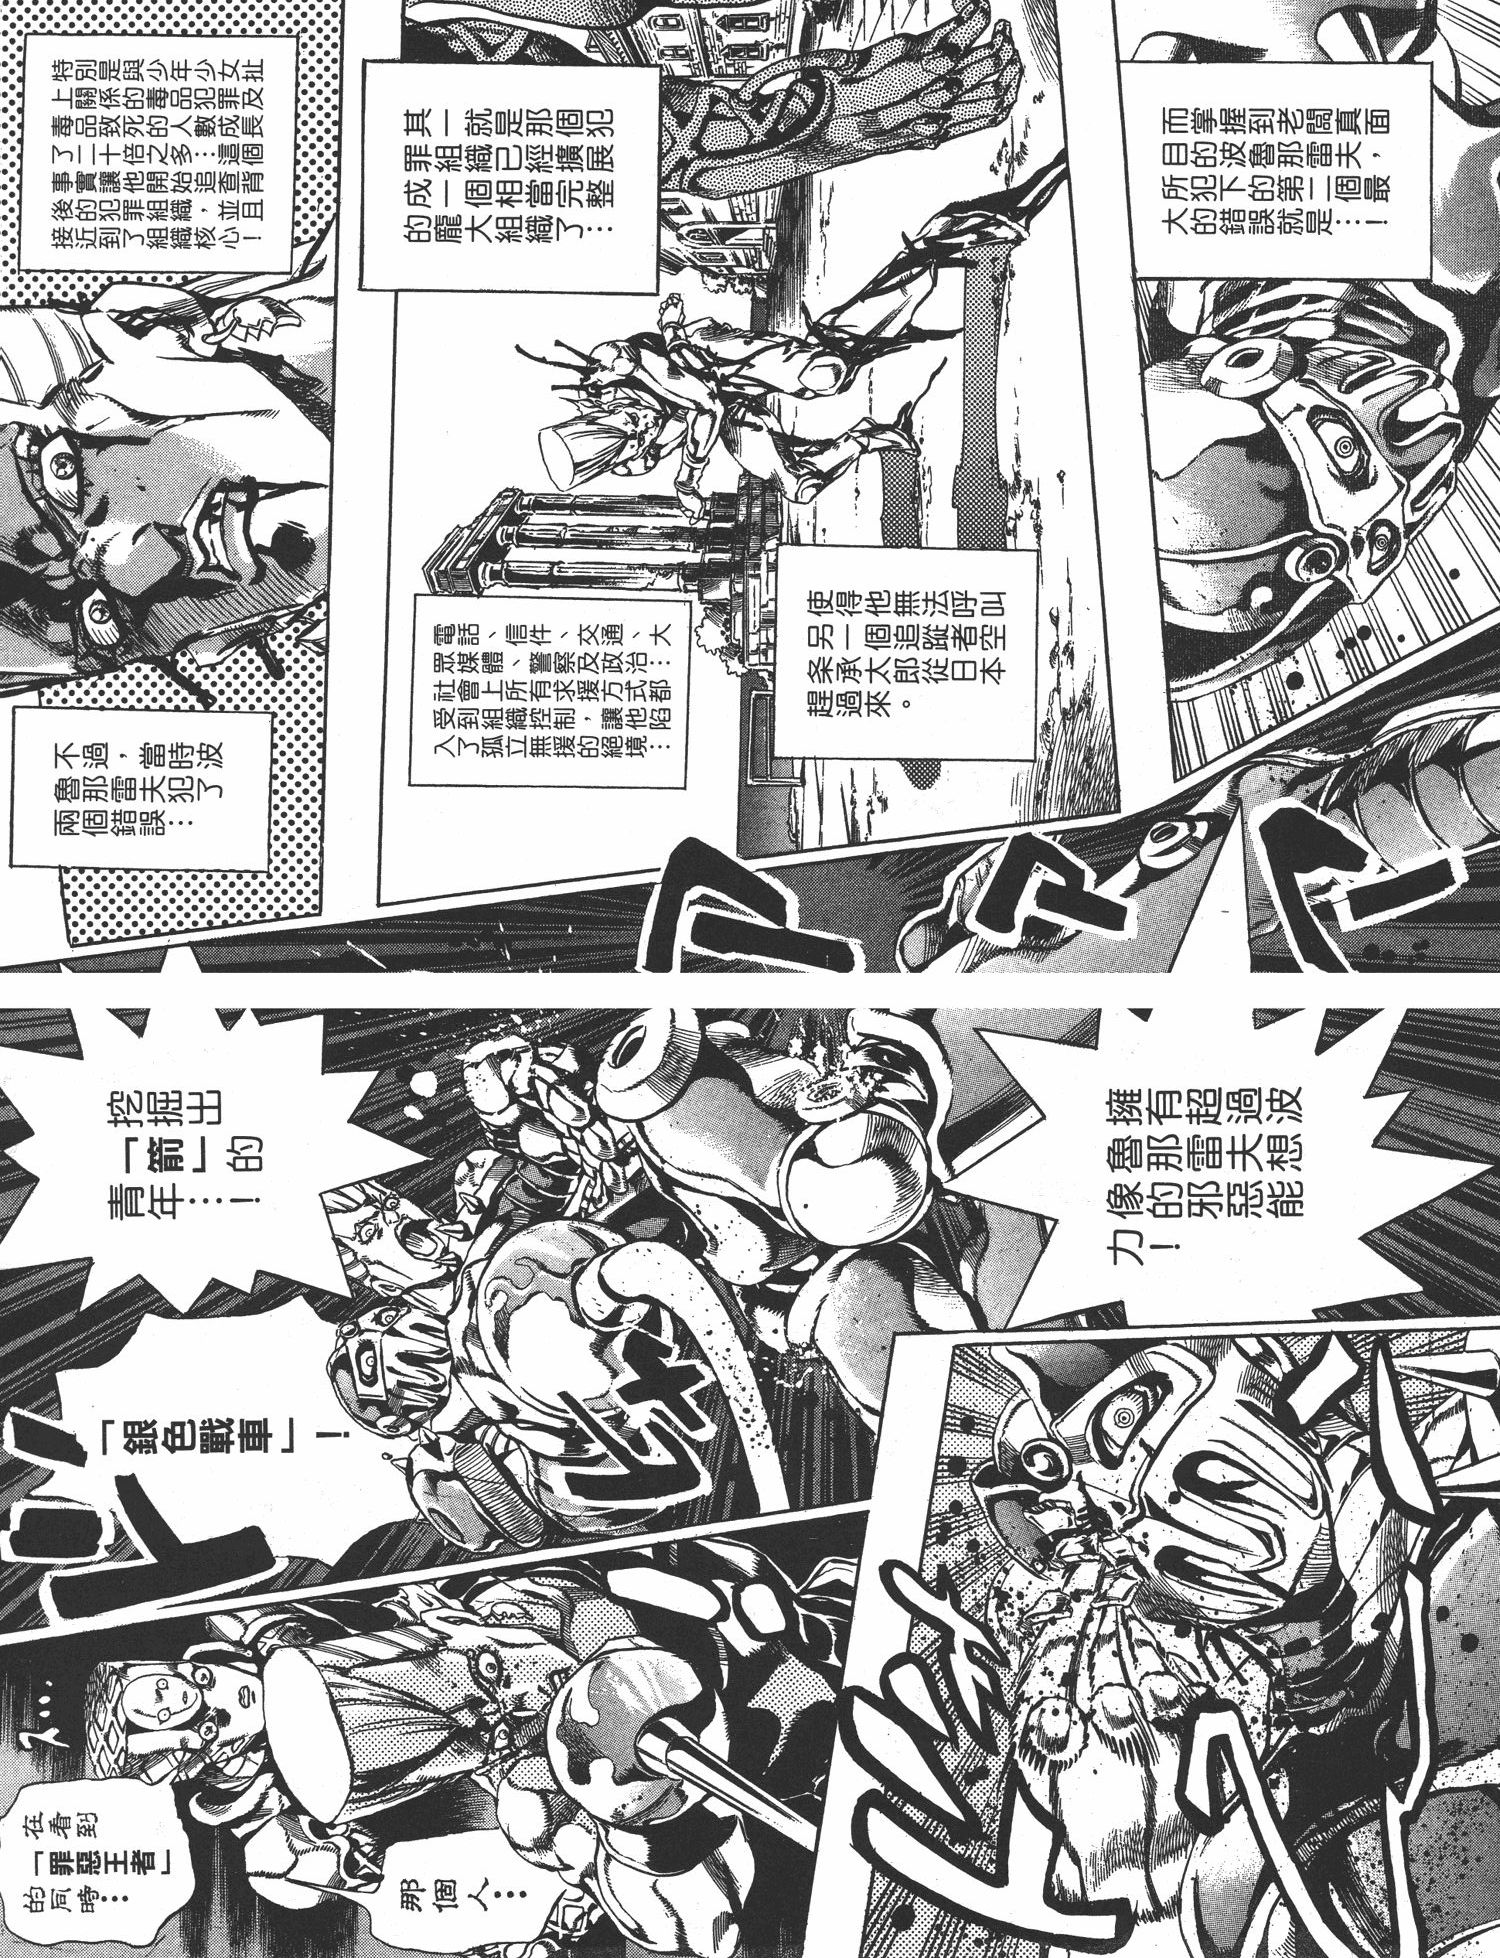 特別是與少年少女扯
上關係的毒品犯罪及
毒品致死的人數成長
了二十倍之多…這個
事實讓他開始追查背
後的犯罪組織，並且
接近到了組織核心！
不過，當時波
魯那雷夫犯了
兩個錯誤…
其一就是那個犯
罪組織已經擴展
成一個相當完整
的龐大組織了…
電話、信件、交通、大
眾媒體、警察及政治…
社會上所有求援方式都
受到組織控制，讓他陷
入了孤立無援的絕境…
使得他無法呼叫
另一個追蹤者空
条承太郎從日本
趕過來。
而掌握到老闆真面
目的波魯那雷夫，
所犯下的第二個最
大的錯誤就是…！
挖掘出
「箭」的
青年…！
擁有超過波
魯那雷夫想
像的邪惡能
力！
「銀色戰車」！
在看到
「罪惡王者」
的同時…
那個人…